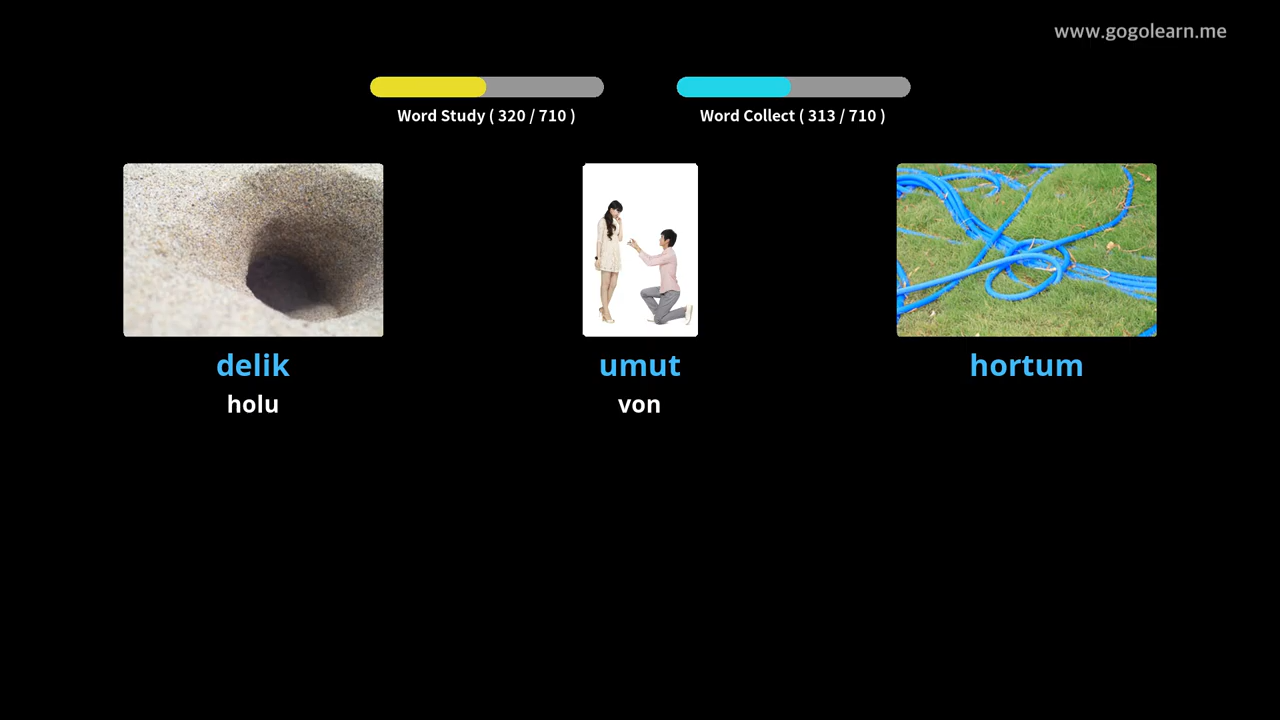 www.gogolearn.me
Word Study ( 320 / 710 )
Word Collect ( 313 / 710 )
delik
umut
hortum
holu
von